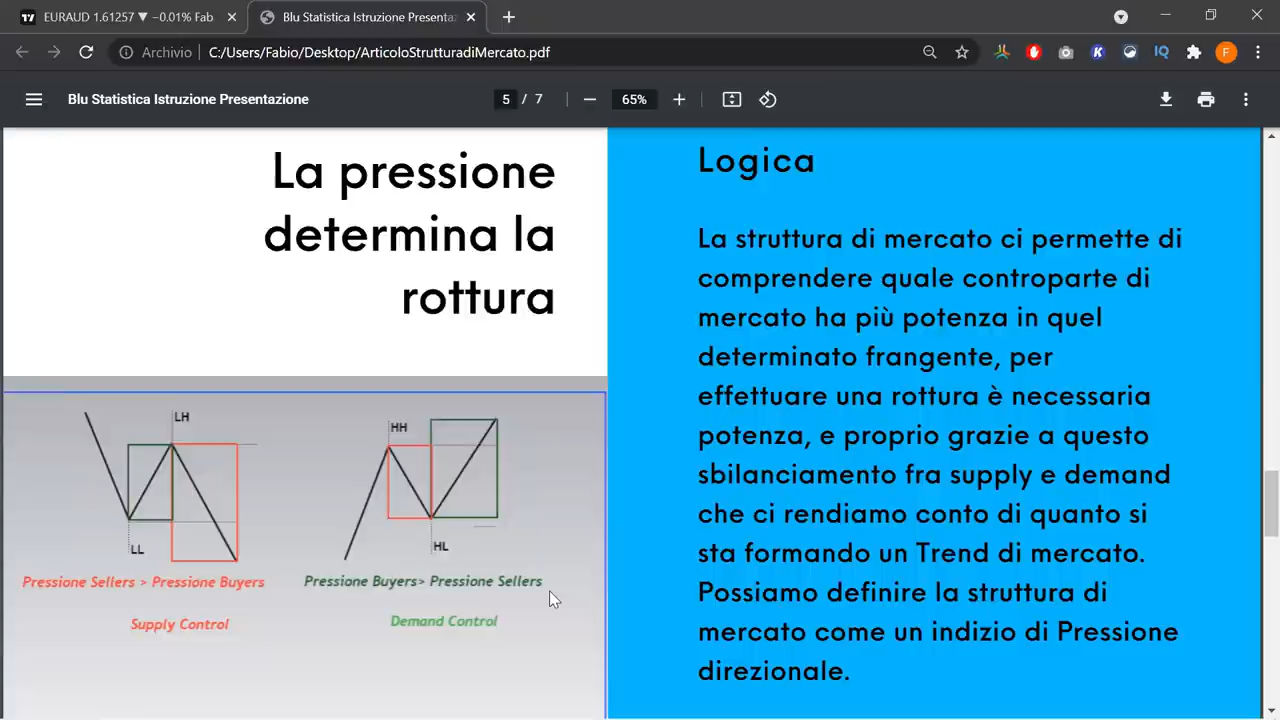 EURAUD 1.61257 ▼ −0.01% Fab
Blu Statistica Istruzione Presenta
Archivio
C:/Users/Fabio/Desktop/ArticoloStrutturadiMercato.pdf
K
IQ
F
Blu Statistica Istruzione Presentazione
5 / 7
65%
La pressione
determina la
rottura
LH
LL
Pressione Sellers > Pressione Buyers
Supply Control
HH
HL
Pressione Buyers> Pressione Sellers
Demand Control
Logica
La struttura di mercato ci permette di
comprendere quale controparte di
mercato ha più potenza in quel
determinato frangente, per
effettuare una rottura è necessaria
potenza, e proprio grazie a questo
sbilanciamento fra supply e demand
che ci rendiamo conto di quanto si
sta formando un Trend di mercato.
Possiamo definire la struttura di
mercato come un indizio di Pressione
direzionale.